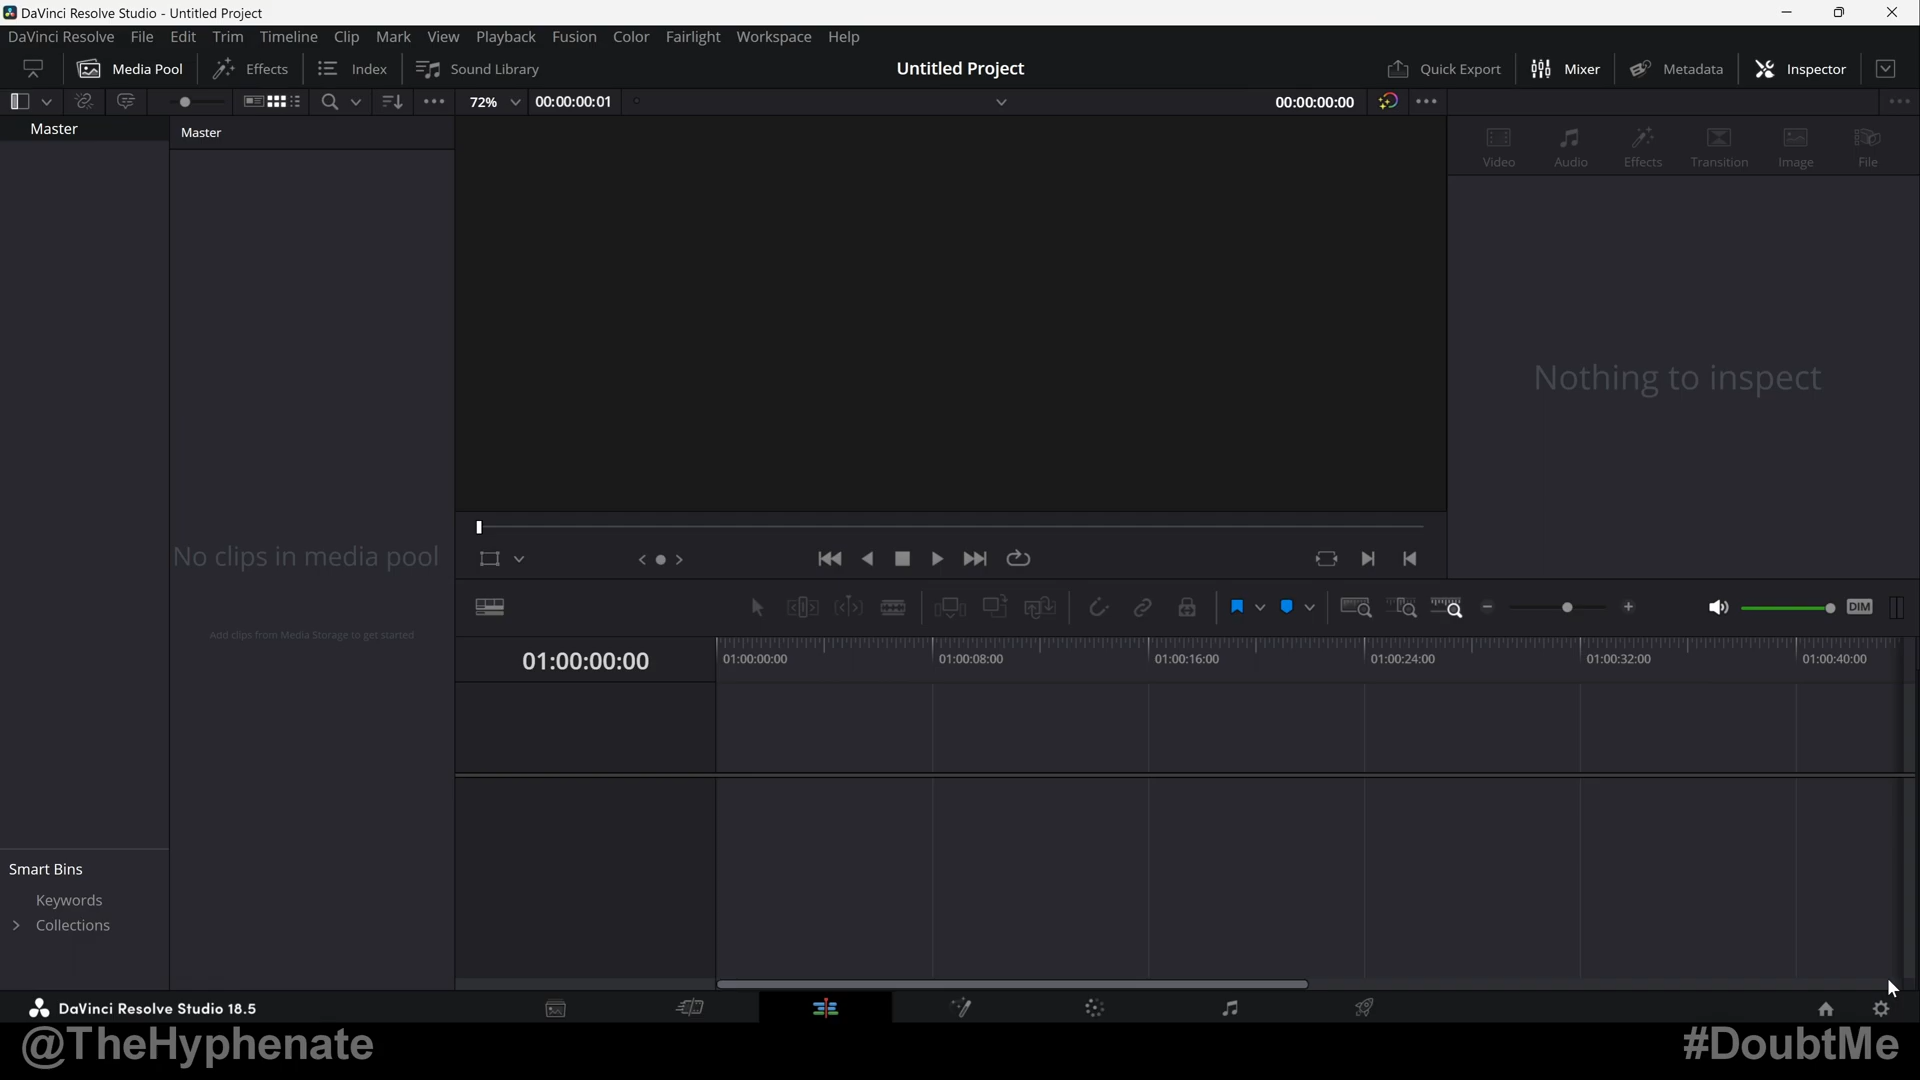 DaVinci Resolve Studio - Untitled Project
DaVinci Resolve File Edit Trim Timeline Clip Mark View Playback Fusion Color Fairlight Workspace Help
Media Pool Effects Index Sound Library Untitled Project Quick Export Mixer Metadata Inspector
72% 00:00:00:01 00:00:00:00
Master Master
Video Audio Effects Transition Image File
Nothing to inspect
No clips in media pool
Add clips from Media Storage to get started
DIM
01:00:00:00 01:00:00:00 01:00:08:00 01:00:16:00 01:00:24:00 01:00:32:00 01:00:40:00
Smart Bins
Keywords
Collections
DaVinci Resolve Studio 18.5
@TheHyphenate #DoubtMe